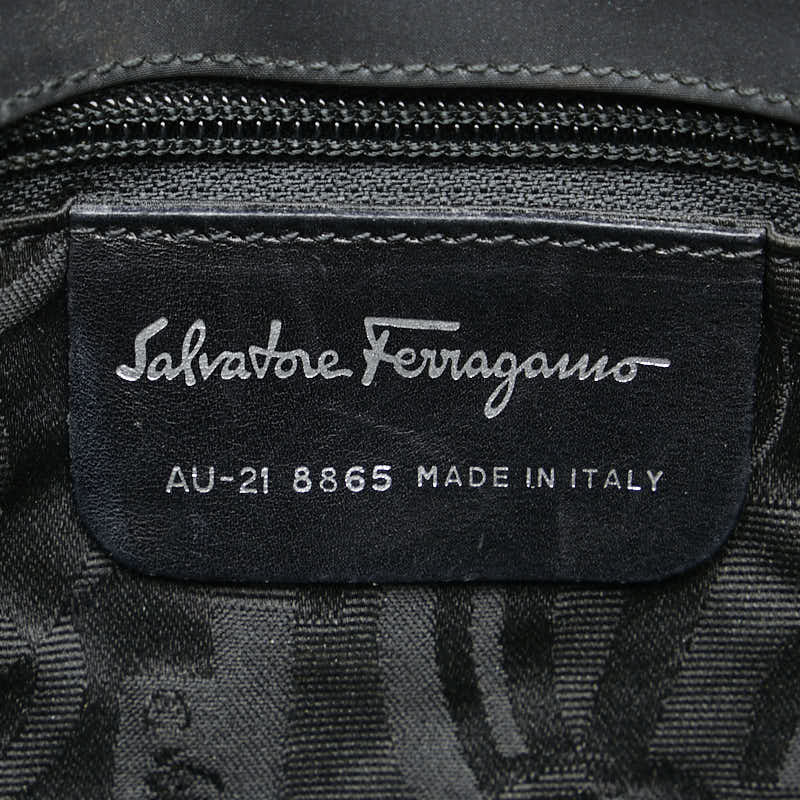 Salvatore Ferragamo
AU-21 8865 MADE IN ITALY